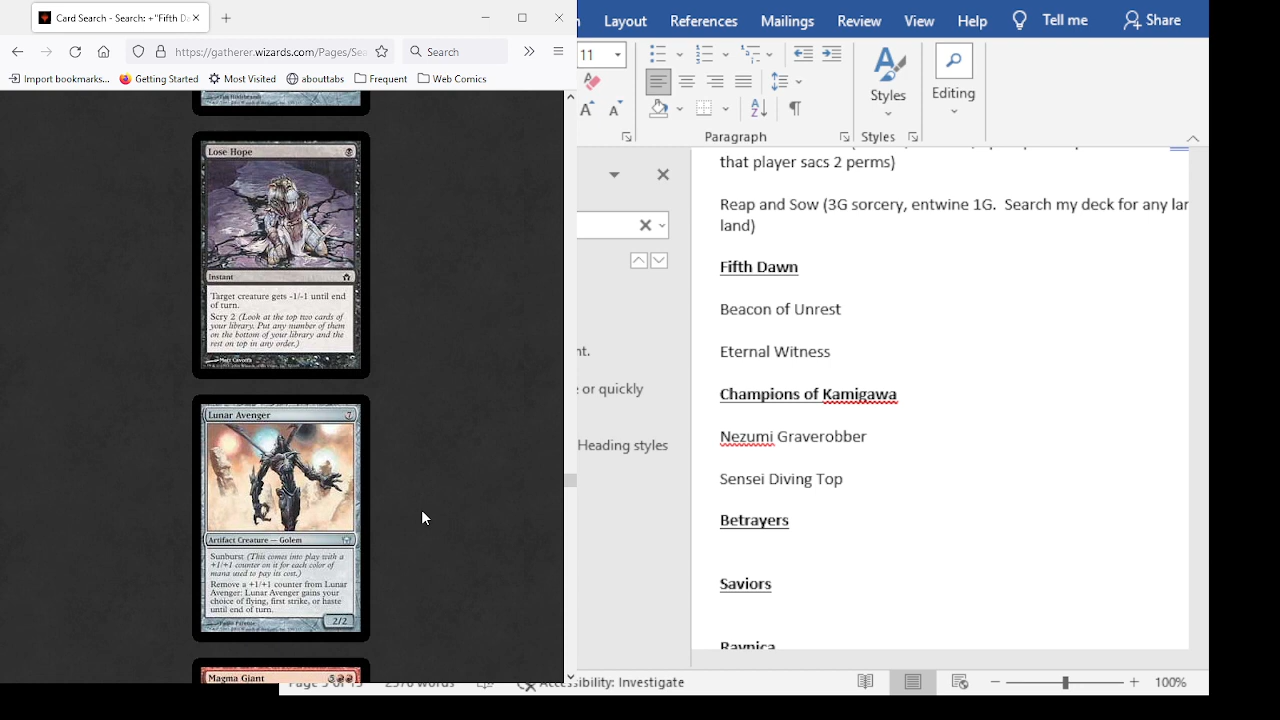 Card Search - Search: +"Fifth Da
https://gatherer.wizards.com/Pages/Sea
Search
Import bookmarks...
Getting Started
Most Visited
abouttabs
Frequent
Web Comics
Lose Hope
Instant
Target creature gets -1/-1 until end
of turn.
Scry 2 (Look at the top two cards of
your library. Put any number of them
on the bottom of your library and the
rest on top in any order.)
Matt Cavotta
Lunar Avenger
7
Artifact Creature — Golem
Sunburst (This comes into play with a
+1/+1 counter on it for each color of
mana used to pay its cost.)
Remove a +1/+1 counter from Lunar
Avenger: Lunar Avenger gains your
choice of flying, first strike, or haste
until end of turn.
2/2
Magma Giant
Layout
References
Mailings
Review
View
Help
Tell me
Share
11
Styles
Editing
Paragraph
Styles
nt.
or quickly
Heading styles
that player sacs 2 perms)
Reap and Sow (3G sorcery, entwine 1G. Search my deck for any lan
land)
Fifth Dawn
Beacon of Unrest
Eternal Witness
Champions of Kamigawa
Nezumi Graverobber
Sensei Diving Top
Betrayers
Saviors
Ravnica
ccessibility: Investigate
100%